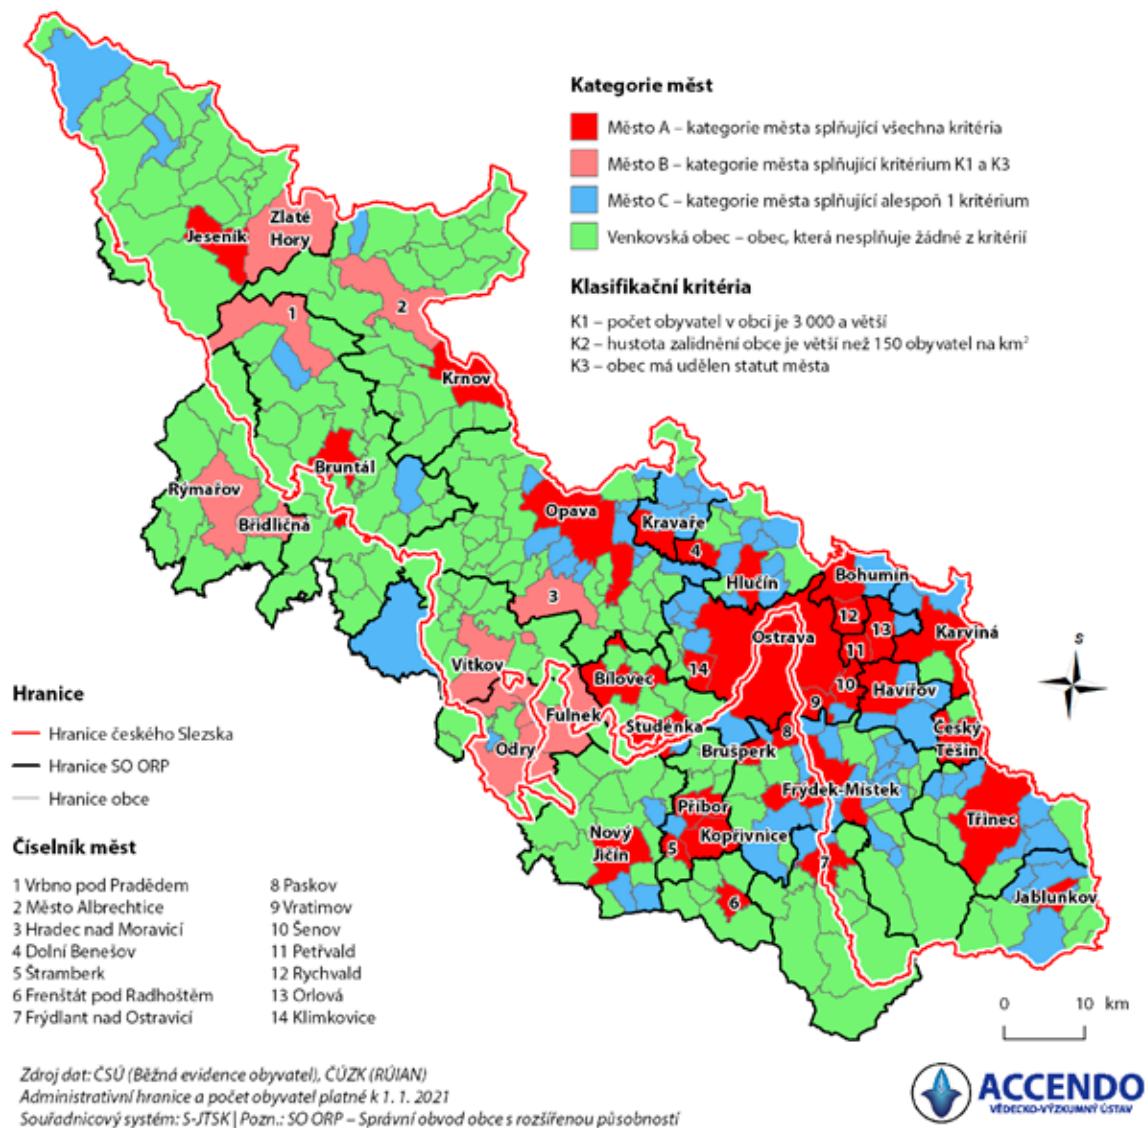 Kategorie měst
Město A – kategorie města splňující všechna kritéria
Město B – kategorie města splňující kritérium K1 a K3
Město C – kategorie města splňující alespoň 1 kritérium
Venkovská obec – obec, která nesplňuje žádné z kritérií
Klasifikační kritéria
K1 – počet obyvatel v obci je 3 000 a větší
K2 – hustota zalidnění obce je větší než 150 obyvatel na km²
K3 – obec má udělen statut města
Jeseník
Zlaté
Hory
1
2
Krnov
Bruntál
Rýmařov
Břidličná
Opava
Kravaře
4
Hlučín
Bohumín
3
12
13
Ostrava
Karviná
11
Vítkov
Bílovec
14
10
Havířov
9
Fulnek
Studénka
8
Český
Těšín
Odry
Brušperk
Frýdek-Místek
Příbor
Kopřivnice
Třinec
Nový
Jičín
5
7
6
Jablunkov
S
Hranice
Hranice českého Slezska
Hranice SO ORP
Hranice obce
Číselník měst
1 Vrbno pod Pradědem
2 Město Albrechtice
3 Hradec nad Moravicí
4 Dolní Benešov
5 Štramberk
6 Frenštát pod Radhoštěm
7 Frýdlant nad Ostravicí
8 Paskov
9 Vratimov
10 Šenov
11 Petřvald
12 Rychvald
13 Orlová
14 Klimkovice
0 10 km
Zdroj dat: ČSÚ (Běžná evidence obyvatel), ČÚZK (RÚIAN)
Administrativní hranice a počet obyvatel platné k 1. 1. 2021
Souřadnicový systém: S-JTSK | Pozn.: SO ORP – Správní obvod obce s rozšířenou působností
ACCENDO
VĚDECKO-VÝZKUMNÝ ÚSTAV